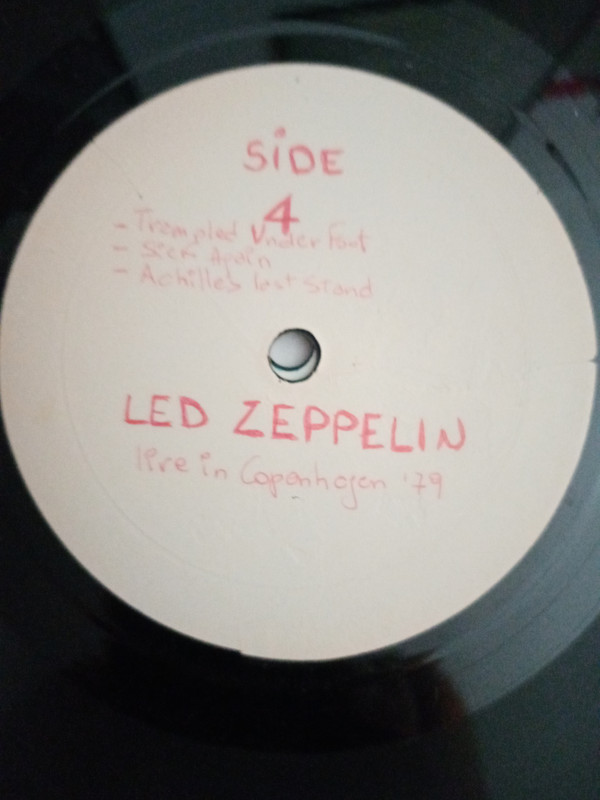 SiDE
4
- Trampled Under Foot
- Sick Again
- Achilles last Stand
LED ZEPPELIN
live in Copenhagen '79